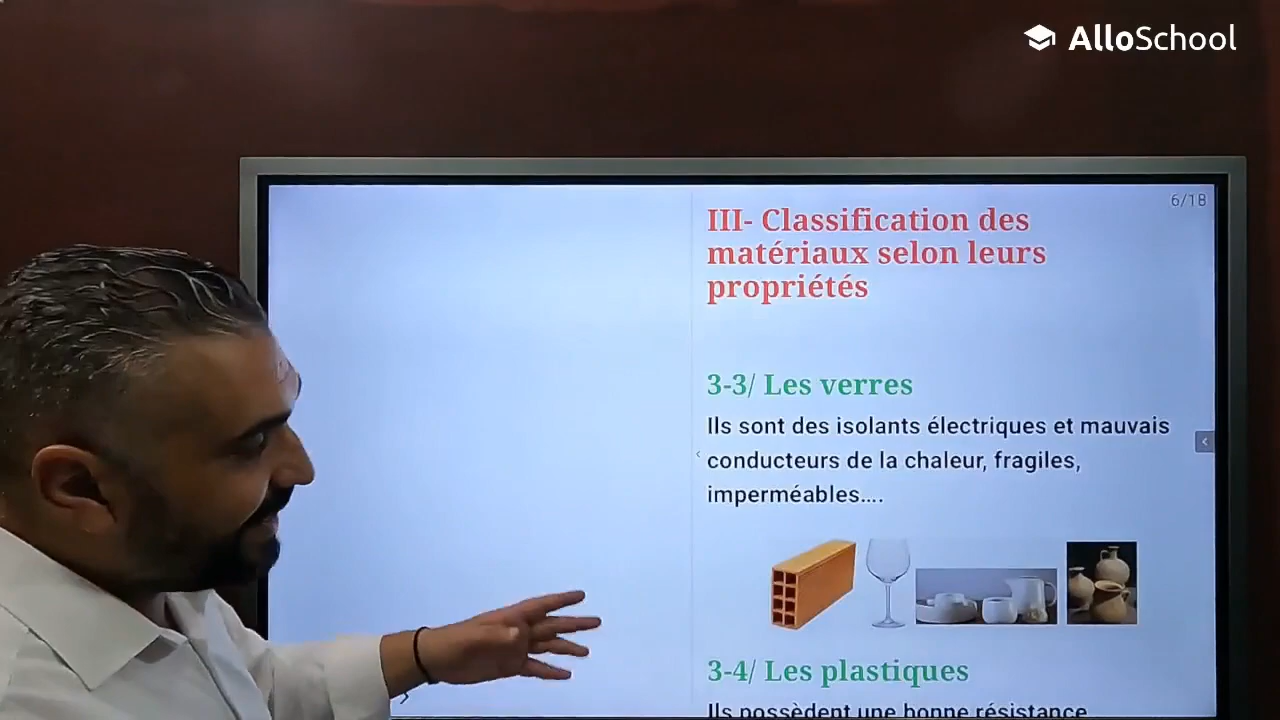 AlloSchool
6/18
III- Classification des
matériaux selon leurs
propriétés
3-3/ Les verres
Ils sont des isolants électriques et mauvais
conducteurs de la chaleur, fragiles,
imperméables....
3-4/ Les plastiques
Ils possèdent une bonne résistance